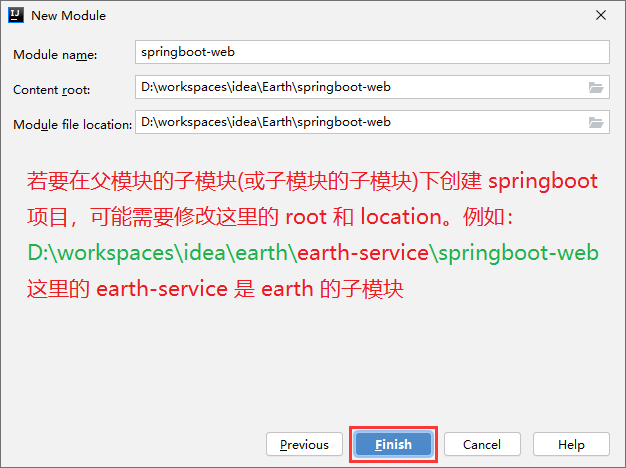 New Module
Module name: springboot-web
Content root: D:\workspaces\idea\Earth\springboot-web
Module file location: D:\workspaces\idea\Earth\springboot-web
若要在父模块的子模块(或子模块的子模块)下创建 springboot
项目，可能需要修改这里的 root 和 location。例如：
D:\workspaces\idea\earth\earth-service\springboot-web
这里的 earth-service 是 earth 的子模块
Previous Finish Cancel Help